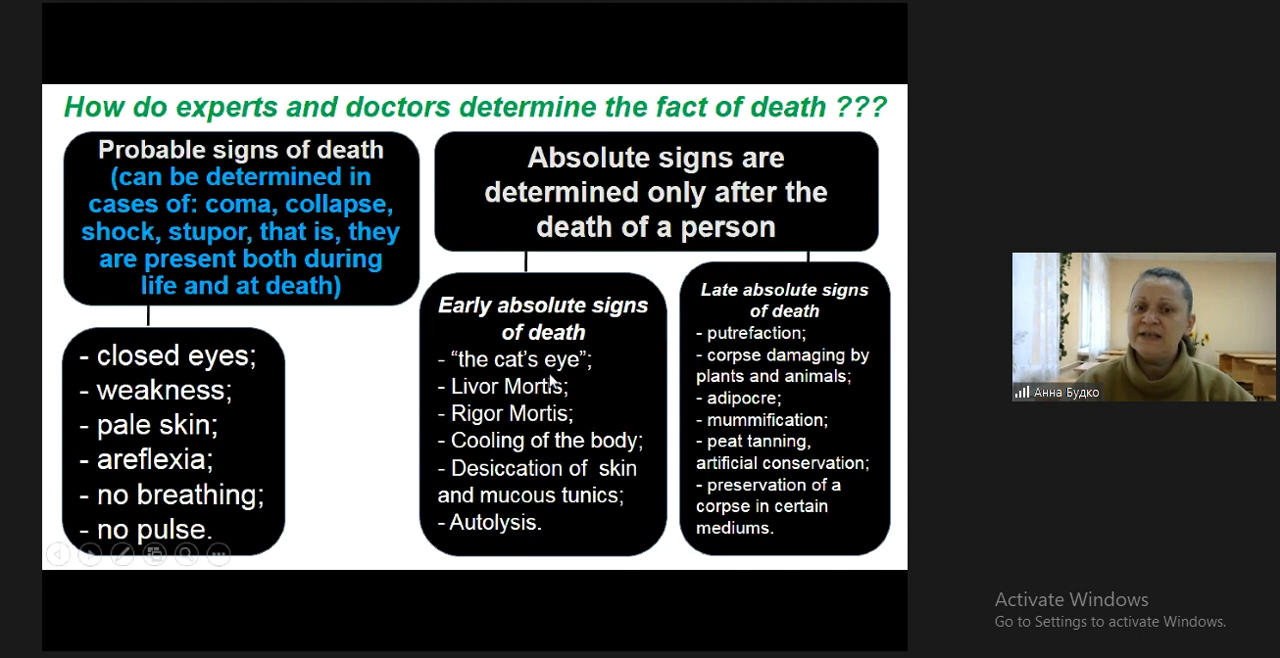 How do experts and doctors determine the fact of death ???
Probable signs of death
(can be determined in
cases of: coma, collapse,
shock, stupor, that is, they
are present both during
life and at death)
- closed eyes;
- weakness;
- pale skin;
- areflexia;
- no breathing;
- no pulse.
Absolute signs are
determined only after the
death of a person
Early absolute signs
of death
- “the cat’s eye”;
- Livor Mortis;
- Rigor Mortis;
- Cooling of the body;
- Desiccation of skin
and mucous tunics;
- Autolysis.
Late absolute signs
of death
- putrefaction;
- corpse damaging by
plants and animals;
- adipocre;
- mummification;
- peat tanning,
artificial conservation;
- preservation of a
corpse in certain
mediums.
Анна Будко
Activate Windows
Go to Settings to activate Windows.